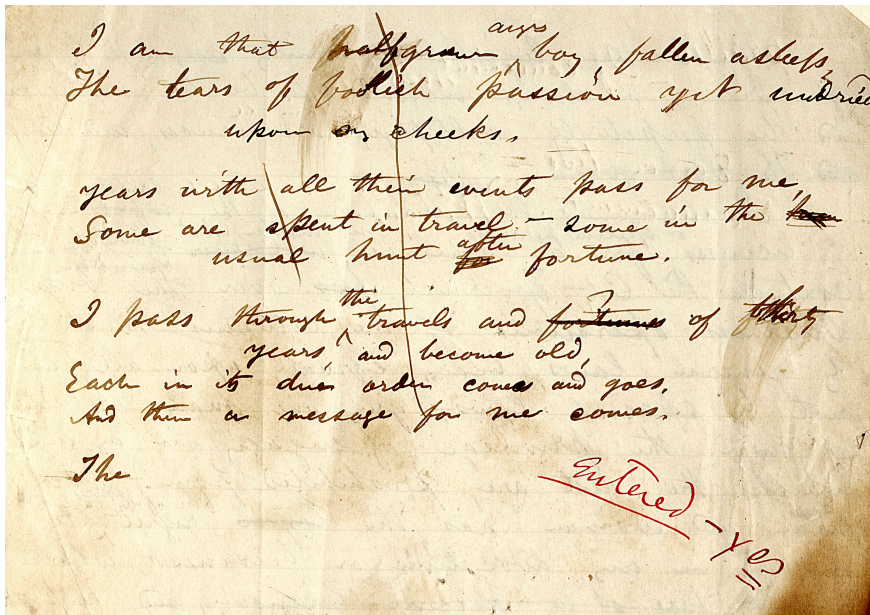 angry
I am that halfgrown boy fallen asleep,
The tears of foolish passion yet undried
upon my cheeks.
years with all their events pass for me,
Some are spent in travel – some in the
usual hunt after fortune.
I pass through the travels and fortunes of thirty
years, and become old,
Each in its due order comes and goes,
And then a message for me comes.
The
Entered – Yes